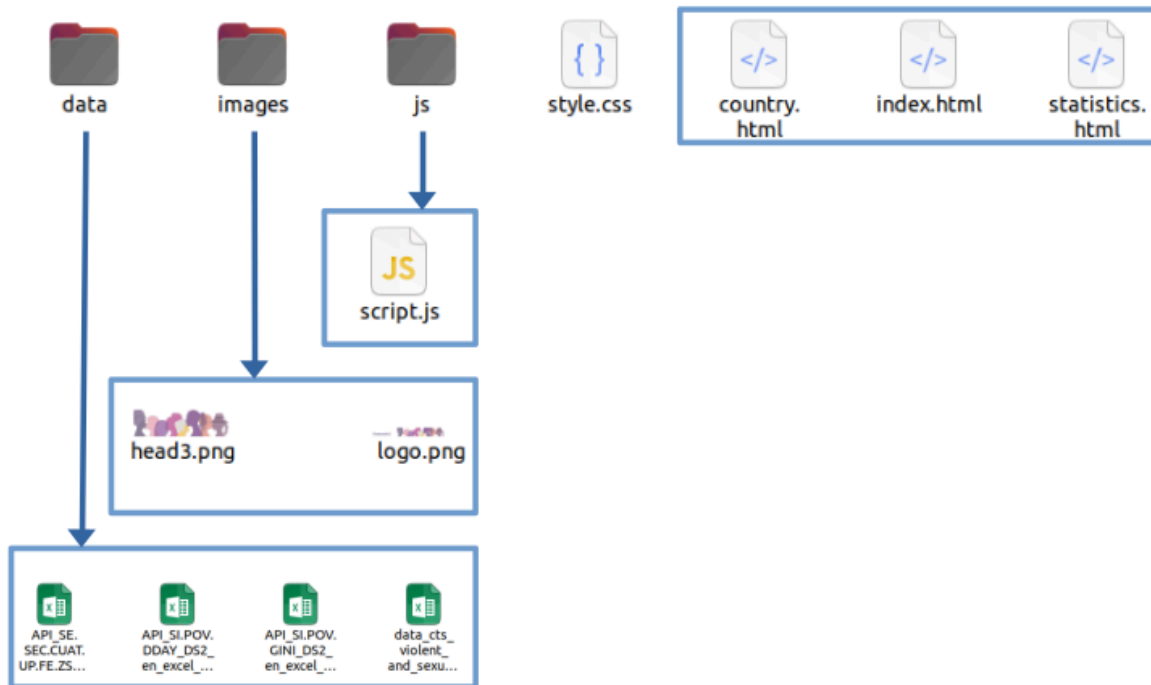 data
images
js
style.css
country.
html
index.html
statistics.
html
JS
script.js
head3.png
logo.png
API_SE.
SEC.CUAT.
UP.FE.ZS...
API_SI.POV.
DDAY_DS2_
en_excel_...
API_SI.POV.
GINI_DS2_
en_excel_...
data_cts_
violent_
and_sexu...